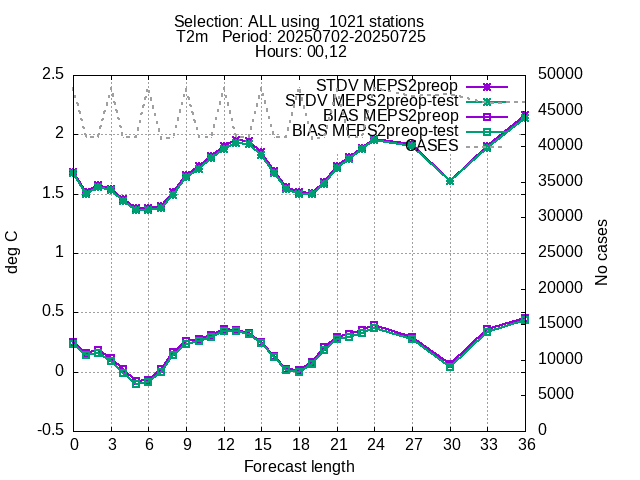 Selection: ALL using  1021 stations
T2m   Period: 20250702-20250725
Hours: 00,12
STDV MEPS2preop
STDV MEPS2preop-test
BIAS MEPS2preop
BIAS MEPS2preop-test
CASES
deg C
2.5
2
1.5
1
0.5
0
-0.5
50000
45000
40000
35000
30000
25000
20000
15000
10000
5000
0
No cases
0 3 6 9 12 15 18 21 24 27 30 33 36
Forecast length